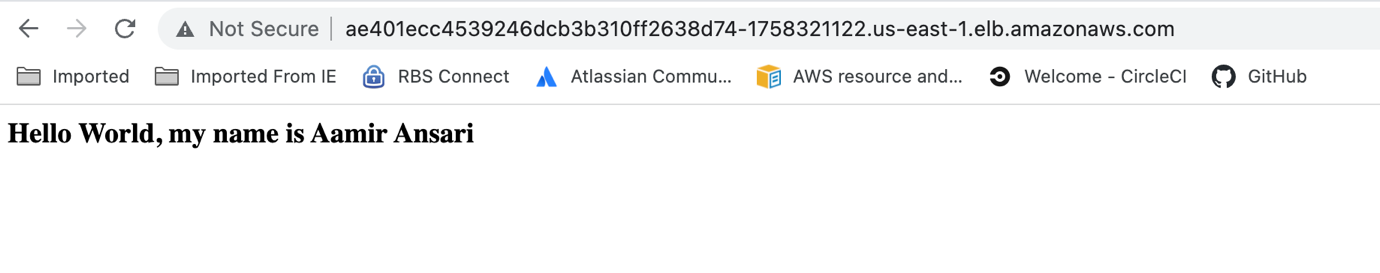 Not Secure ae401ecc4539246dcb3b310ff2638d74-1758321122.us-east-1.elb.amazonaws.com
Imported Imported From IE RBS Connect Atlassian Commu... AWS resource and... Welcome - CircleCI GitHub
Hello World, my name is Aamir Ansari